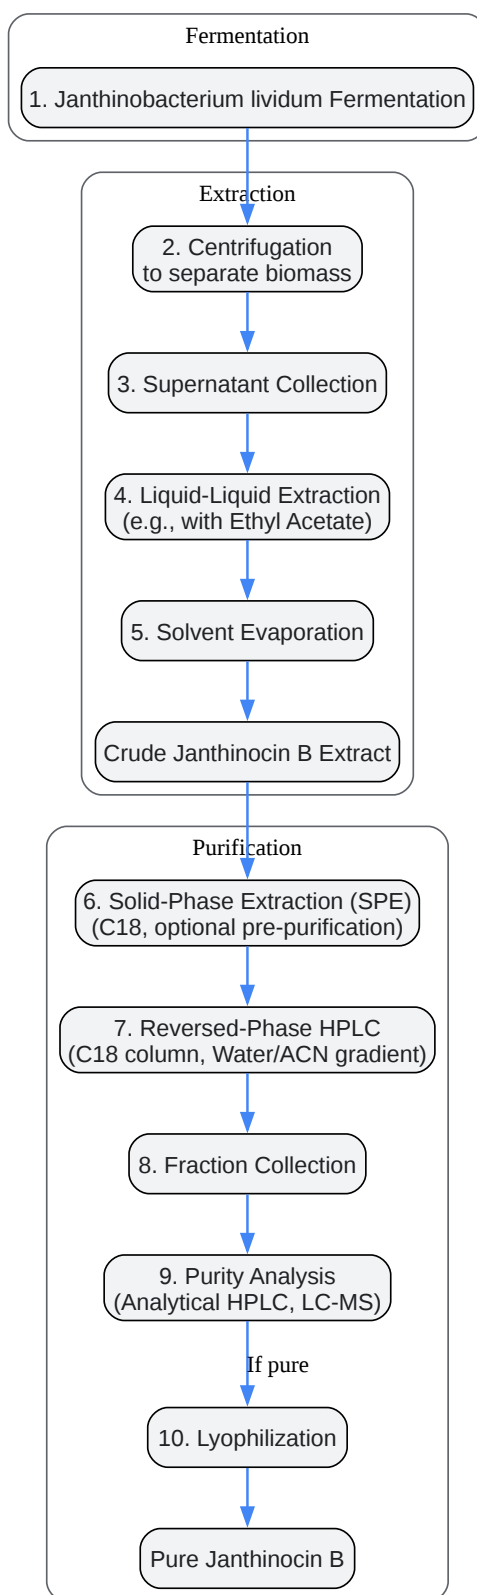 Fermentation
1. Janthinobacterium lividum Fermentation
Extraction
2. Centrifugation
to separate biomass
3. Supernatant Collection
4. Liquid-Liquid Extraction
(e.g., with Ethyl Acetate)
5. Solvent Evaporation
Crude Janthinocin B Extract
Purification
6. Solid-Phase Extraction (SPE)
(C18, optional pre-purification)
7. Reversed-Phase HPLC
(C18 column, Water/ACN gradient)
8. Fraction Collection
9. Purity Analysis
(Analytical HPLC, LC-MS)
If pure
10. Lyophilization
Pure Janthinocin B